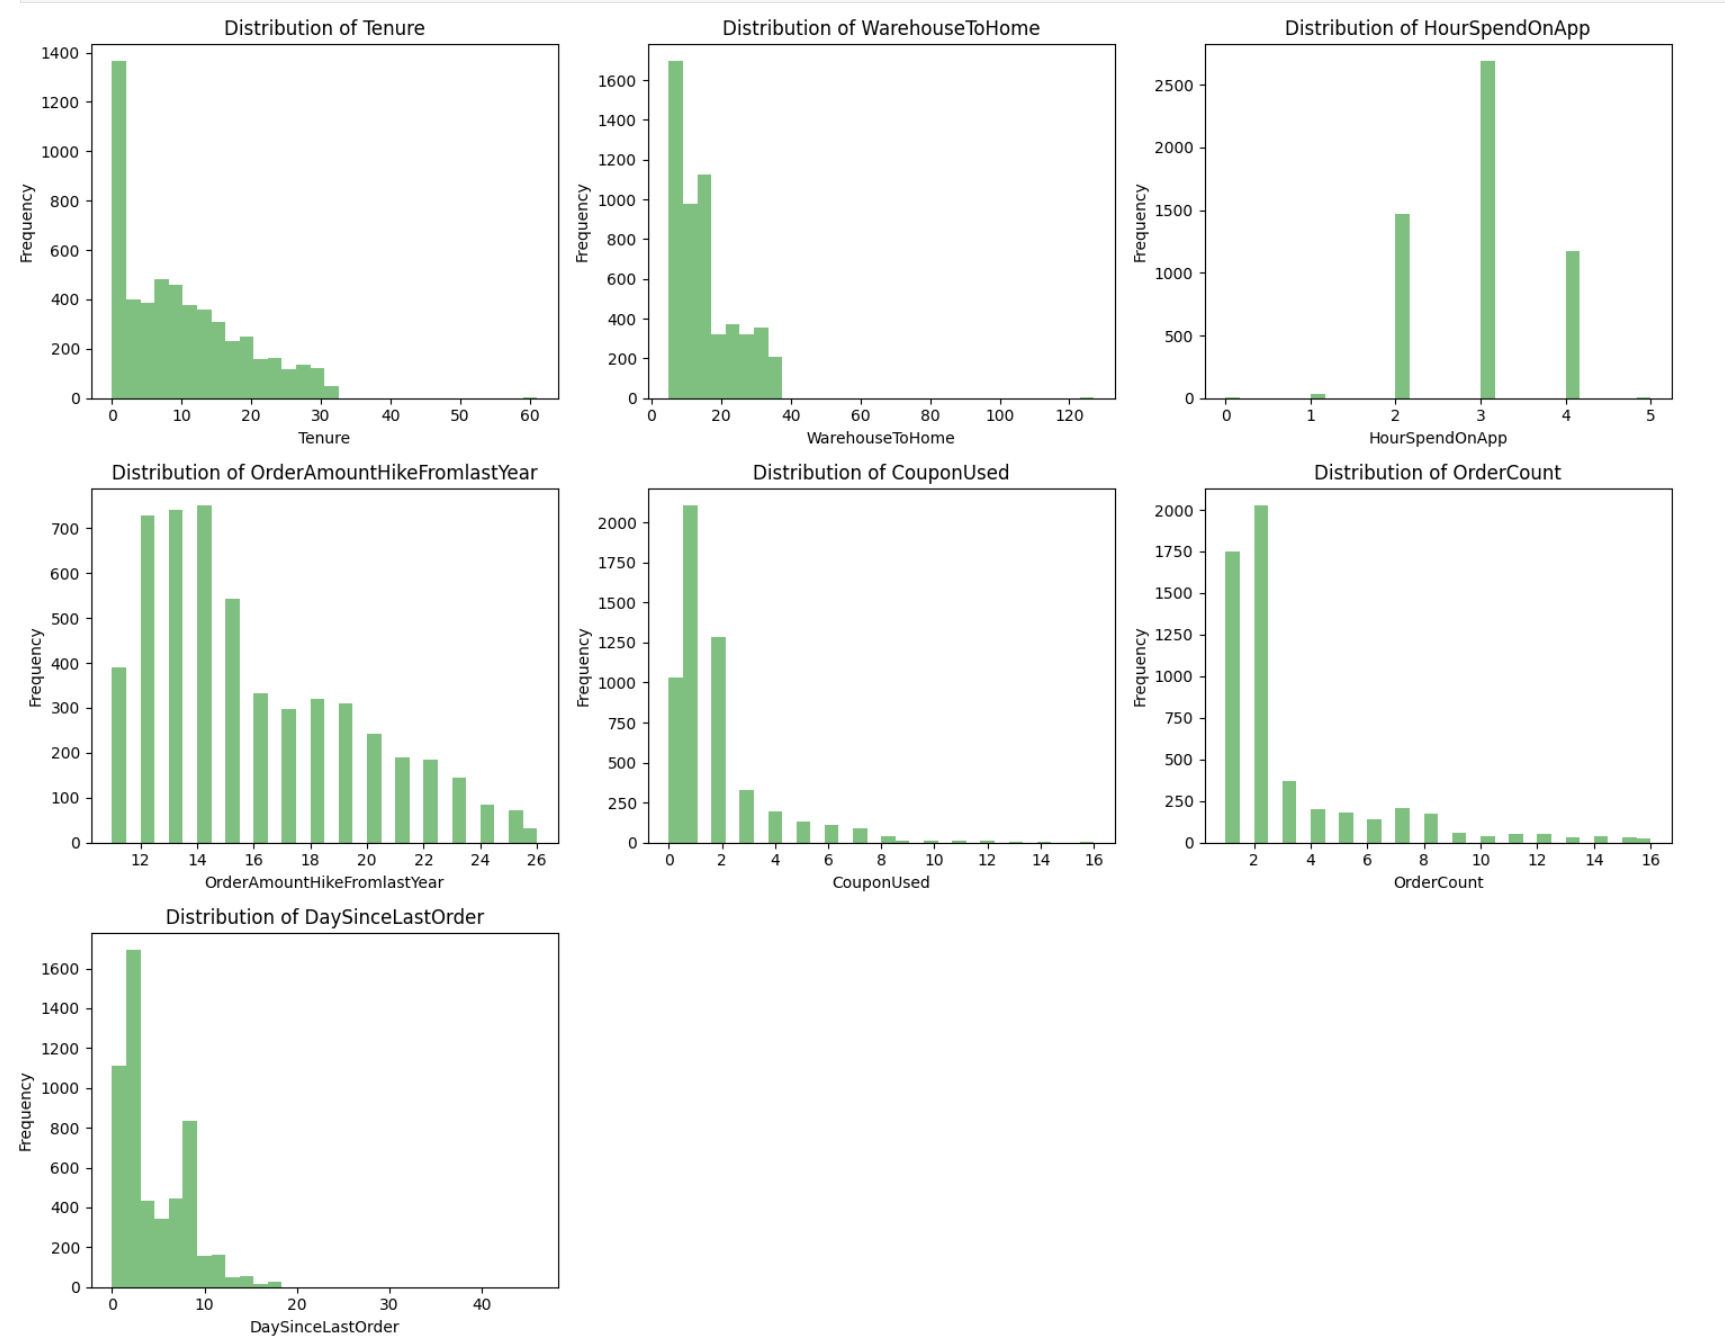 Distribution of Tenure
1400
1200
1000
800
600
400
200
0
Frequency
0 10 20 30 40 50 60
Tenure
Distribution of WarehouseToHome
1600
1400
1200
1000
800
600
400
200
0
Frequency
0 20 40 60 80 100 120
WarehouseToHome
Distribution of HourSpendOnApp
2500
2000
1500
1000
500
0
Frequency
0 1 2 3 4 5
HourSpendOnApp
Distribution of OrderAmountHikeFromlastYear
700
600
500
400
300
200
100
0
Frequency
12 14 16 18 20 22 24 26
OrderAmountHikeFromlastYear
Distribution of CouponUsed
2000
1750
1500
1250
1000
750
500
250
0
Frequency
0 2 4 6 8 10 12 14 16
CouponUsed
Distribution of OrderCount
2000
1750
1500
1250
1000
750
500
250
0
Frequency
2 4 6 8 10 12 14 16
OrderCount
Distribution of DaySinceLastOrder
1600
1400
1200
1000
800
600
400
200
0
Frequency
0 10 20 30 40
DaySinceLastOrder